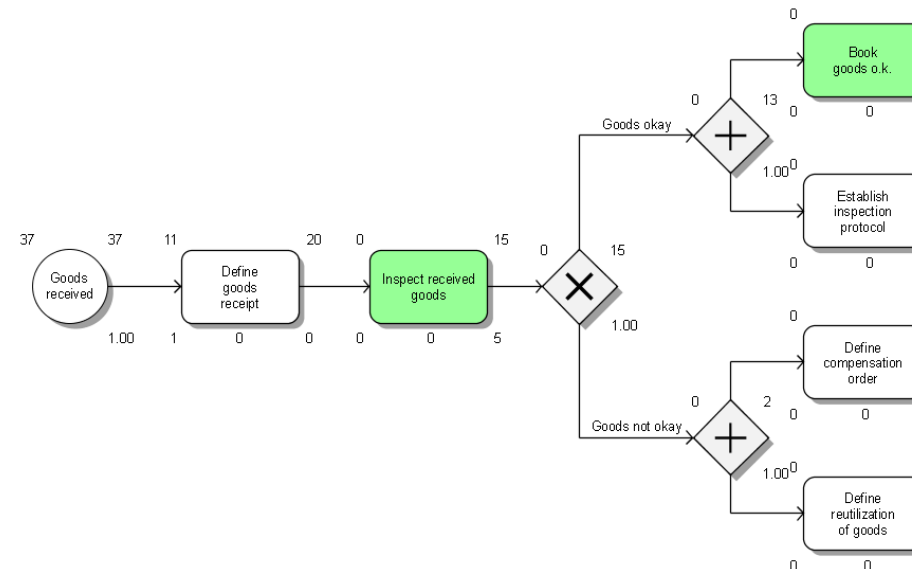 0
Book
goods o.k.
0
13
0
0
Goods okay
1.00
0
Establish
inspection
protocol
37
37
11
20
0
15
0
15
0
0
Goods
received
Define
goods
receipt
Inspect received
goods
1.00
1
0
0
0
0
5
1.00
0
Define
compensation
order
0
2
0
0
Goods not okay
1.00
0
Define
reutilization
of goods
0
0